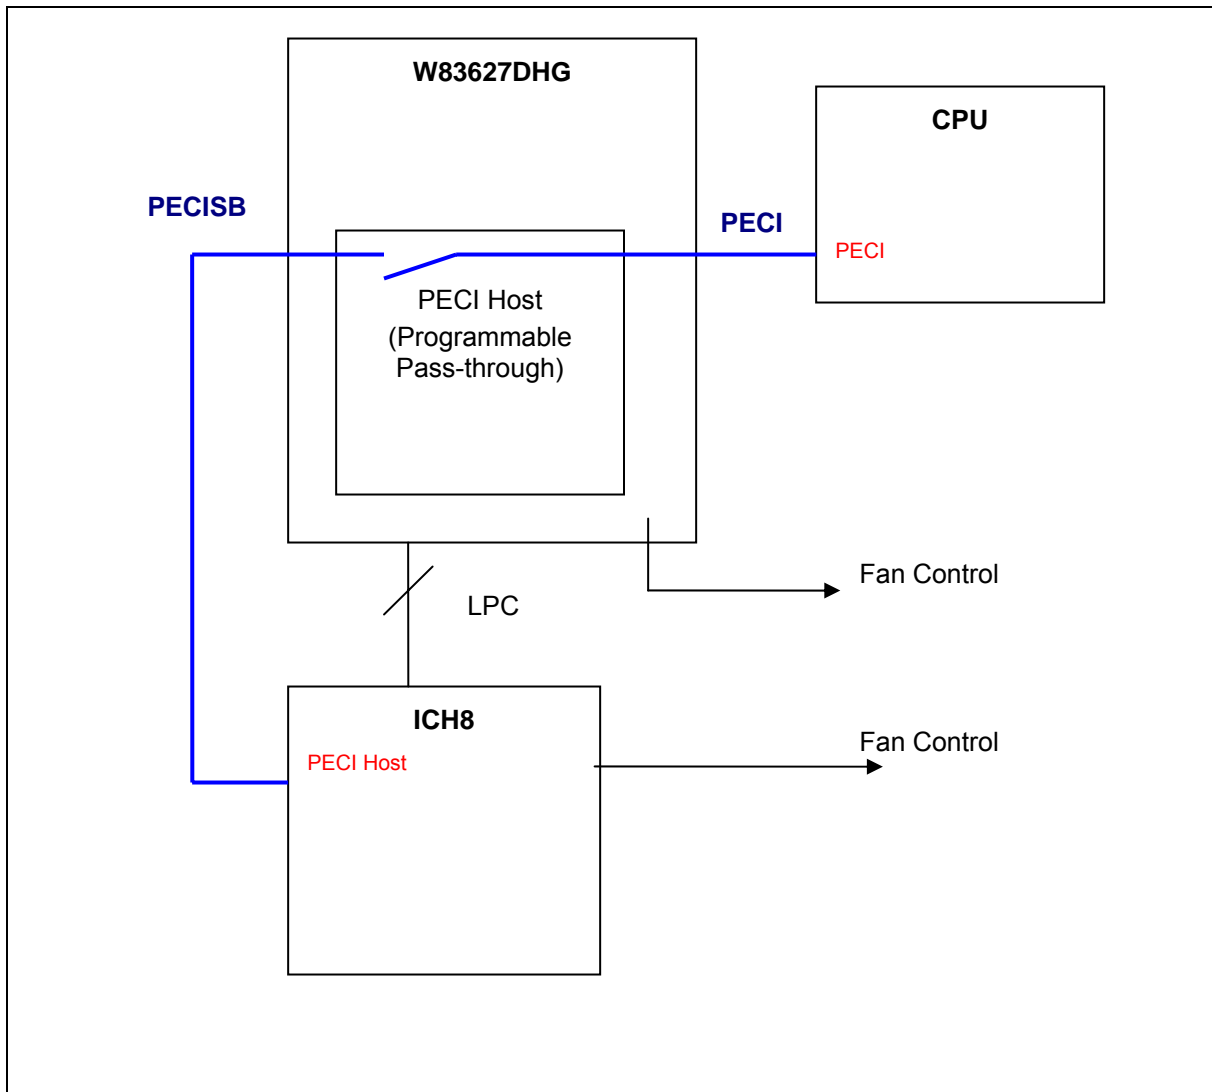 W83627DHG
CPU
PECISB
PECI
PECI
PECI Host
(Programmable
Pass-through)
Fan Control
LPC
ICH8
PECI Host
Fan Control